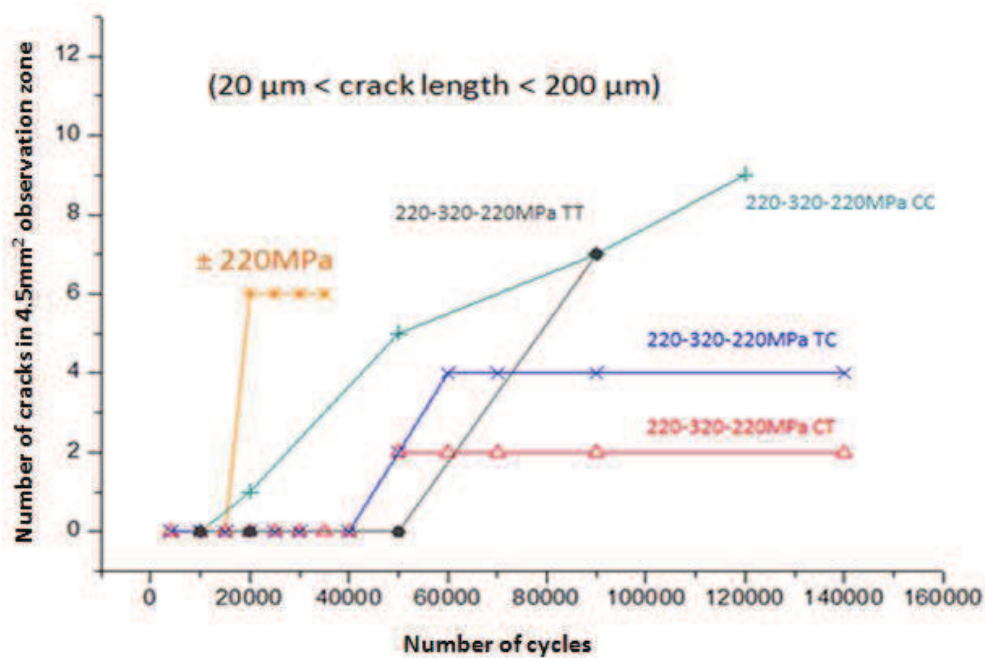 (20 µm < crack length < 200 µm)
220-320-220MPa TT
220-320-220MPa CC
± 220MPa
220-320-220MPa TC
220-320-220MPa CT
Number of cracks in 4.5mm² observation zone
12
10
8
6
4
2
0
0 20000 40000 60000 80000 100000 120000 140000 160000
Number of cycles